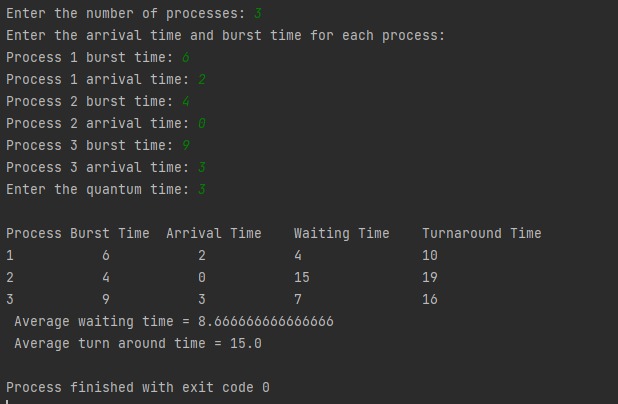 Enter the number of processes: 3
Enter the arrival time and burst time for each process:
Process 1 burst time: 6
Process 1 arrival time: 2
Process 2 burst time: 4
Process 2 arrival time: 0
Process 3 burst time: 9
Process 3 arrival time: 3
Enter the quantum time: 3
Process Burst Time  Arrival Time    Waiting Time    Turnaround Time
1           6           2           4               10
2           4           0           15              19
3           9           3           7               16
Average waiting time = 8.666666666666666
Average turn around time = 15.0
Process finished with exit code 0